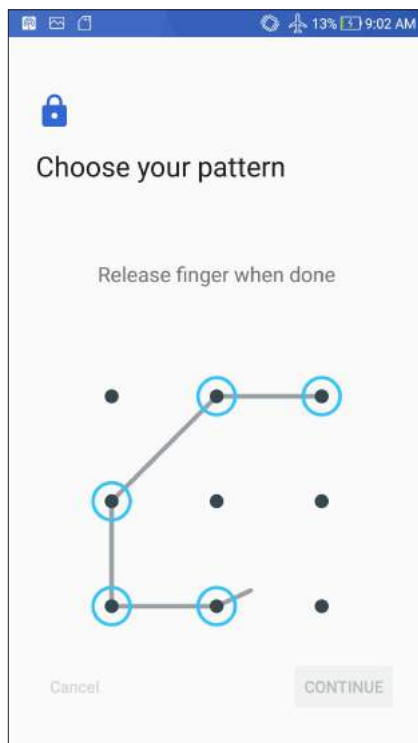 13% 9:02 AM
Choose your pattern
Release finger when done
Cancel CONTINUE